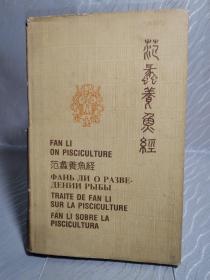 范蠡養魚經
FAN LI
ON PISCICULTURE
范蠡養魚経
ФАНЬ ЛИ О РАЗВЕ-
ДЕНИИ РЫБЫ
TRAITE DE FAN LI
SUR LA PISCICULTURE
FAN LI SOBRE LA
PISCICULTURA